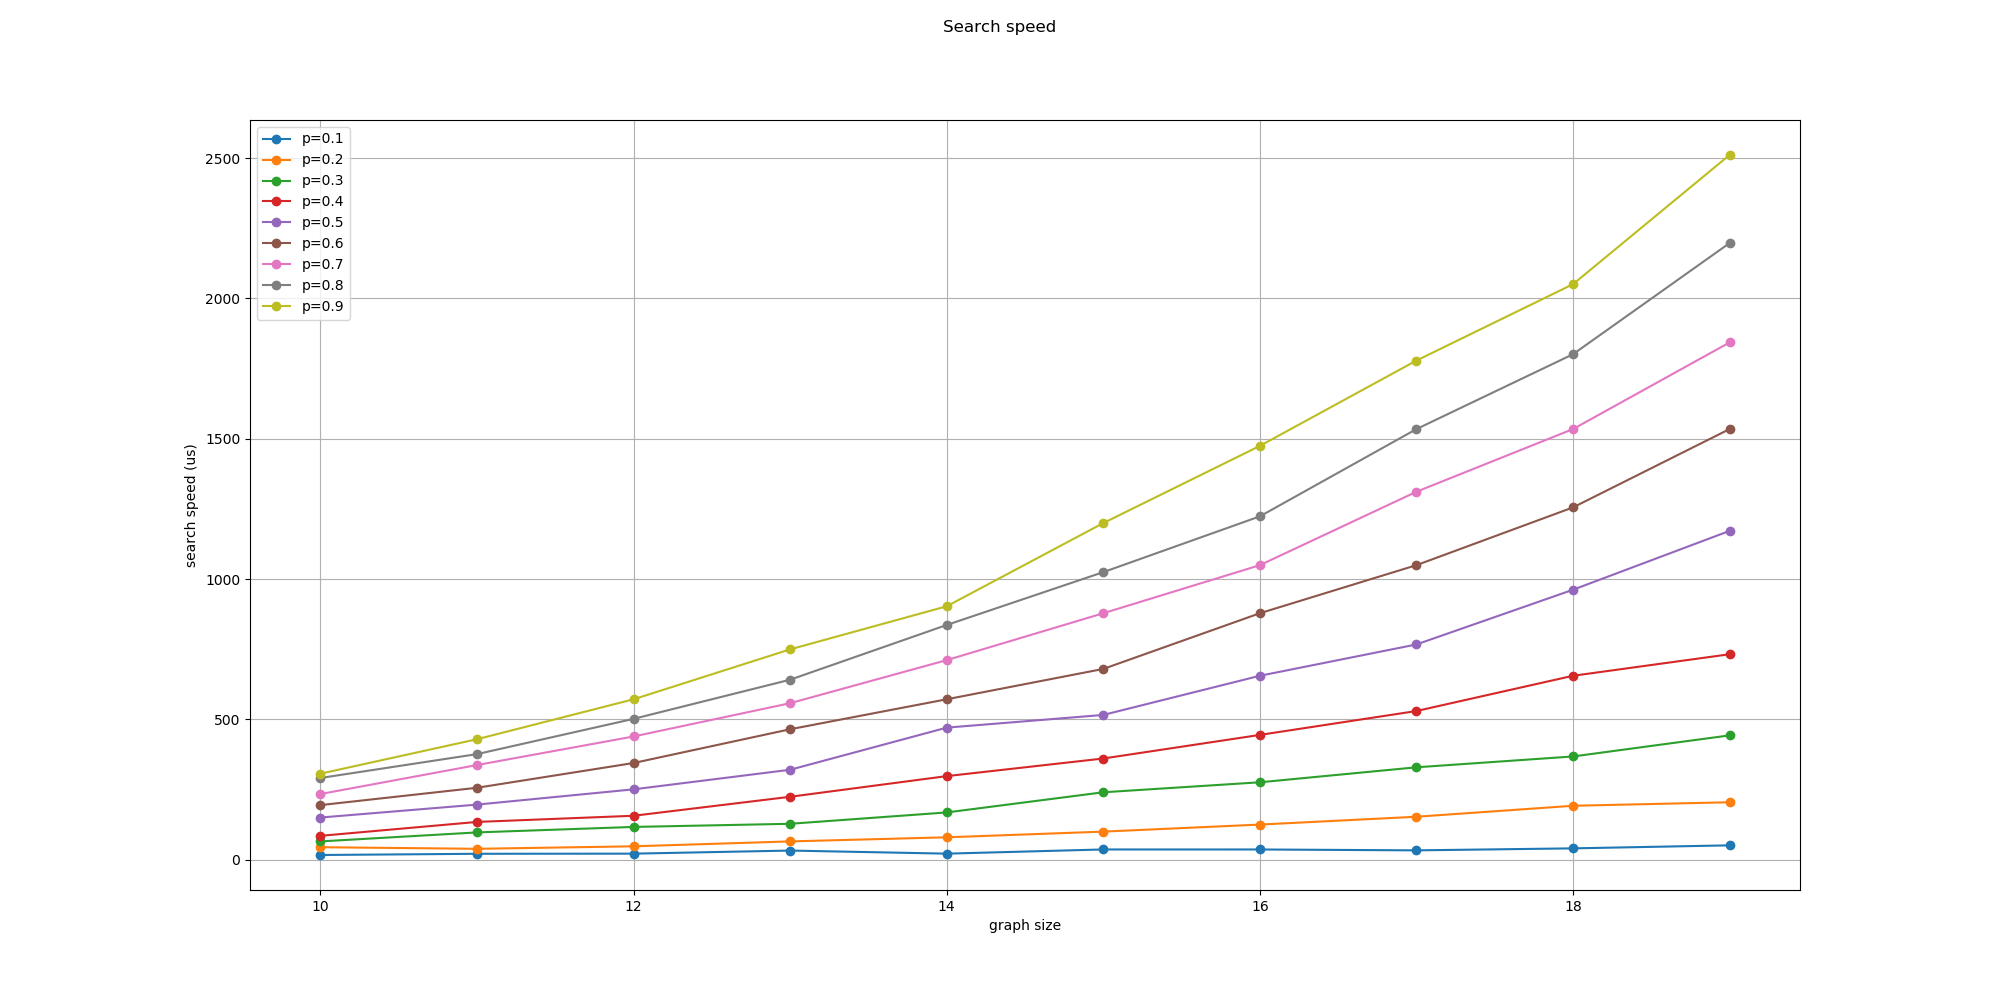 Search speed
p=0.1
p=0.2
p=0.3
p=0.4
p=0.5
p=0.6
p=0.7
p=0.8
p=0.9
2500
2000
1500
1000
500
0
search speed (us)
10 12 14 16 18
graph size